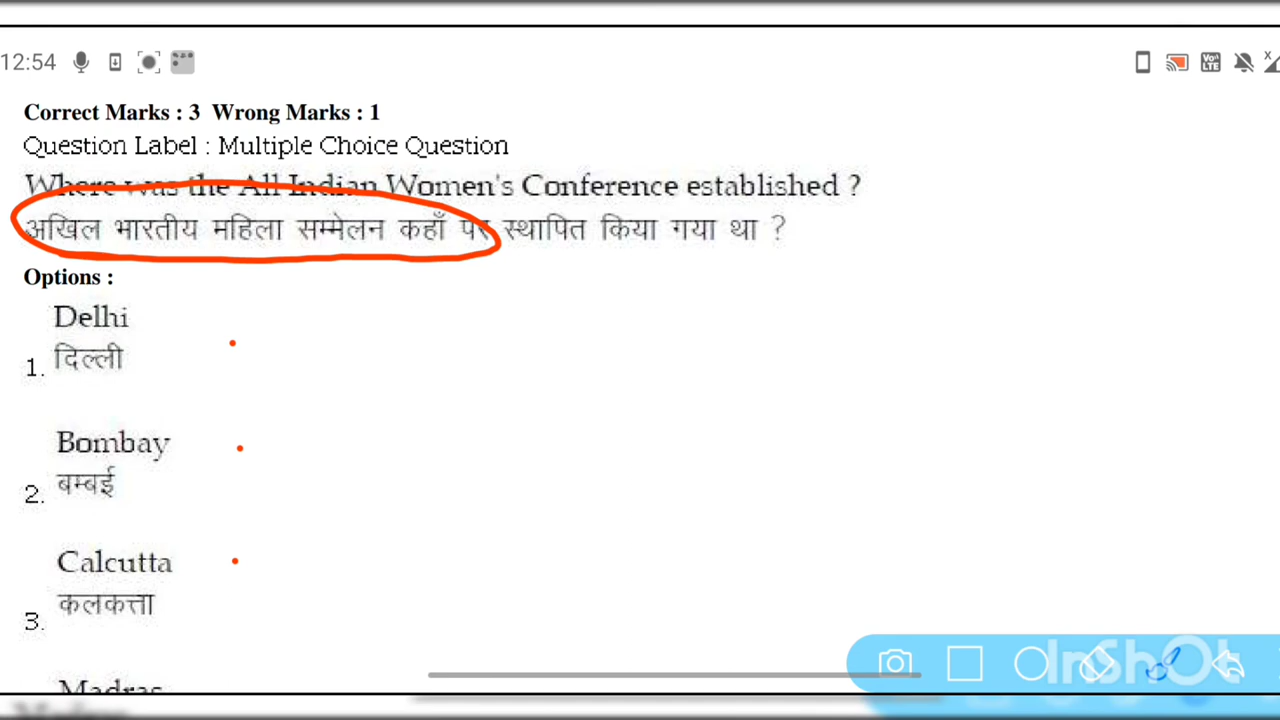 12:54
Correct Marks : 3 Wrong Marks : 1
Question Label : Multiple Choice Question
Where was the All Indian Women's Conference established ?
अखिल भारतीय महिला सम्मेलन कहाँ पर स्थापित किया गया था ?
Options :
Delhi
1. दिल्ली
Bombay
2. बम्बई
Calcutta
3. कलकत्ता
Madras
InShOt